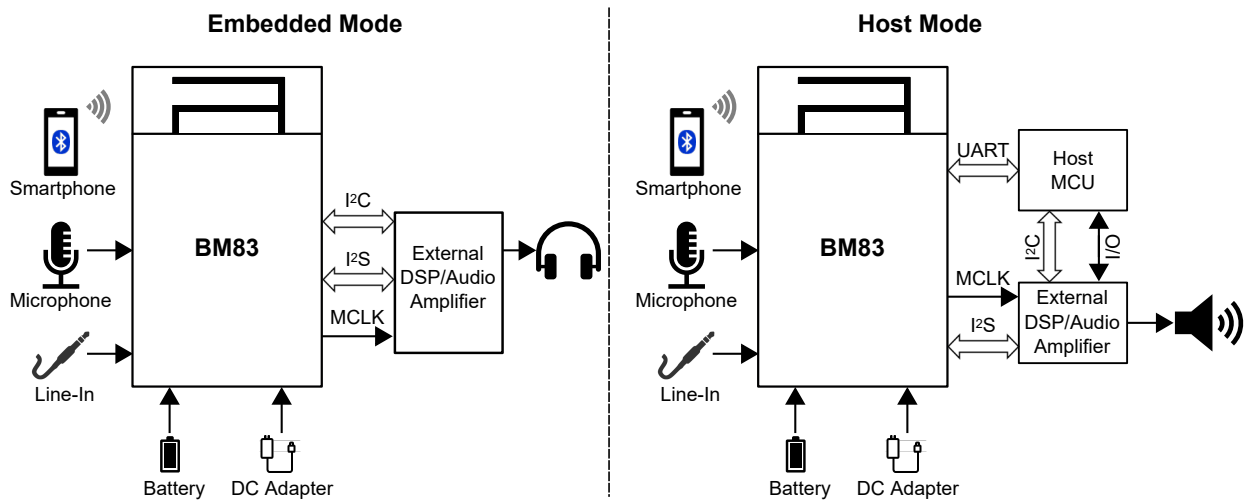 Embedded Mode
Smartphone
Microphone
Line-In
BM83
I²C
I²S
MCLK
External
DSP/Audio
Amplifier
Battery
DC Adapter
Host Mode
Smartphone
Microphone
Line-In
BM83
UART
Host
MCU
I²C
I/O
MCLK
I²S
External
DSP/Audio
Amplifier
Battery
DC Adapter